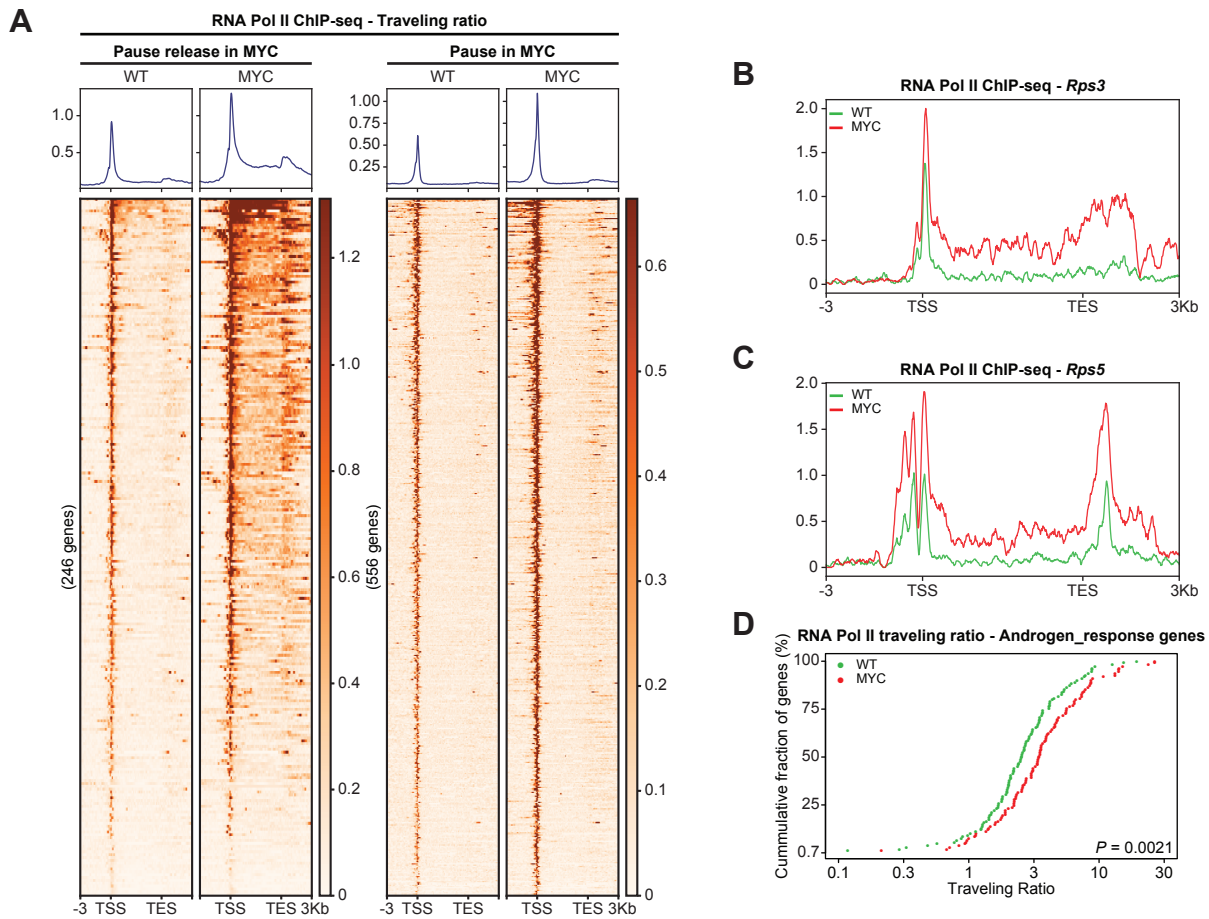 A
RNA Pol II ChIP-seq - Traveling ratio
Pause release in MYC
Pause in MYC
WT
MYC
WT
MYC
1.0
0.5
1.00
0.75
0.50
0.25
(246 genes)
1.2
1.0
0.8
0.6
0.4
0.2
0
(556 genes)
0.6
0.5
0.4
0.3
0.2
0.1
0
-3 TSS TES TSS TES 3Kb
-3 TSS TES TSS TES 3Kb
B
RNA Pol II ChIP-seq - Rps3
WT
MYC
2.0
1.5
1.0
0.5
0
-3 TSS TES 3Kb
C
RNA Pol II ChIP-seq - Rps5
WT
MYC
2.0
1.5
1.0
0.5
0
-3 TSS TES 3Kb
D
RNA Pol II traveling ratio - Androgen_response genes
WT
MYC
Cummulative fraction of genes (%)
100
75
50
25
0.7
P = 0.0021
0.1 0.3 1 3 10 30
Traveling Ratio